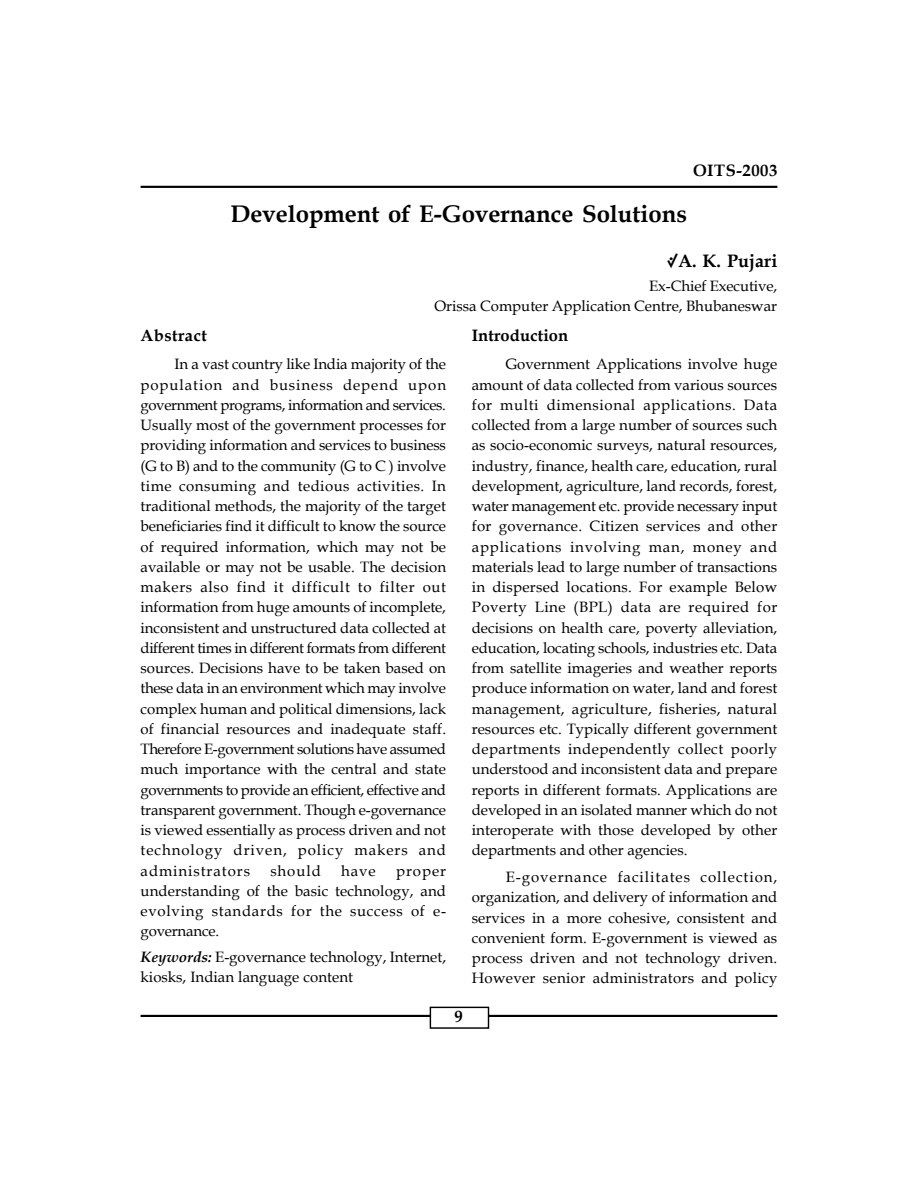 OITS-2003
Development of E-Governance Solutions
✓A. K. Pujari
Ex-Chief Executive,
Orissa Computer Application Centre, Bhubaneswar
Abstract
In a vast country like India majority of the
population and business depend upon
government programs, information and services.
Usually most of the government processes for
providing information and services to business
(G to B) and to the community (G to C ) involve
time consuming and tedious activities. In
traditional methods, the majority of the target
beneficiaries find it difficult to know the source
of required information, which may not be
available or may not be usable. The decision
makers also find it difficult to filter out
information from huge amounts of incomplete,
inconsistent and unstructured data collected at
different times in different formats from different
sources. Decisions have to be taken based on
these data in an environment which may involve
complex human and political dimensions, lack
of financial resources and inadequate staff.
Therefore E-government solutions have assumed
much importance with the central and state
governments to provide an efficient, effective and
transparent government. Though e-governance
is viewed essentially as process driven and not
technology driven, policy makers and
administrators should have proper
understanding of the basic technology, and
evolving standards for the success of e-
governance.
Keywords: E-governance technology, Internet,
kiosks, Indian language content
Introduction
Government Applications involve huge
amount of data collected from various sources
for multi dimensional applications. Data
collected from a large number of sources such
as socio-economic surveys, natural resources,
industry, finance, health care, education, rural
development, agriculture, land records, forest,
water management etc. provide necessary input
for governance. Citizen services and other
applications involving man, money and
materials lead to large number of transactions
in dispersed locations. For example Below
Poverty Line (BPL) data are required for
decisions on health care, poverty alleviation,
education, locating schools, industries etc. Data
from satellite imageries and weather reports
produce information on water, land and forest
management, agriculture, fisheries, natural
resources etc. Typically different government
departments independently collect poorly
understood and inconsistent data and prepare
reports in different formats. Applications are
developed in an isolated manner which do not
interoperate with those developed by other
departments and other agencies.
E-governance facilitates collection,
organization, and delivery of information and
services in a more cohesive, consistent and
convenient form. E-government is viewed as
process driven and not technology driven.
However senior administrators and policy
9